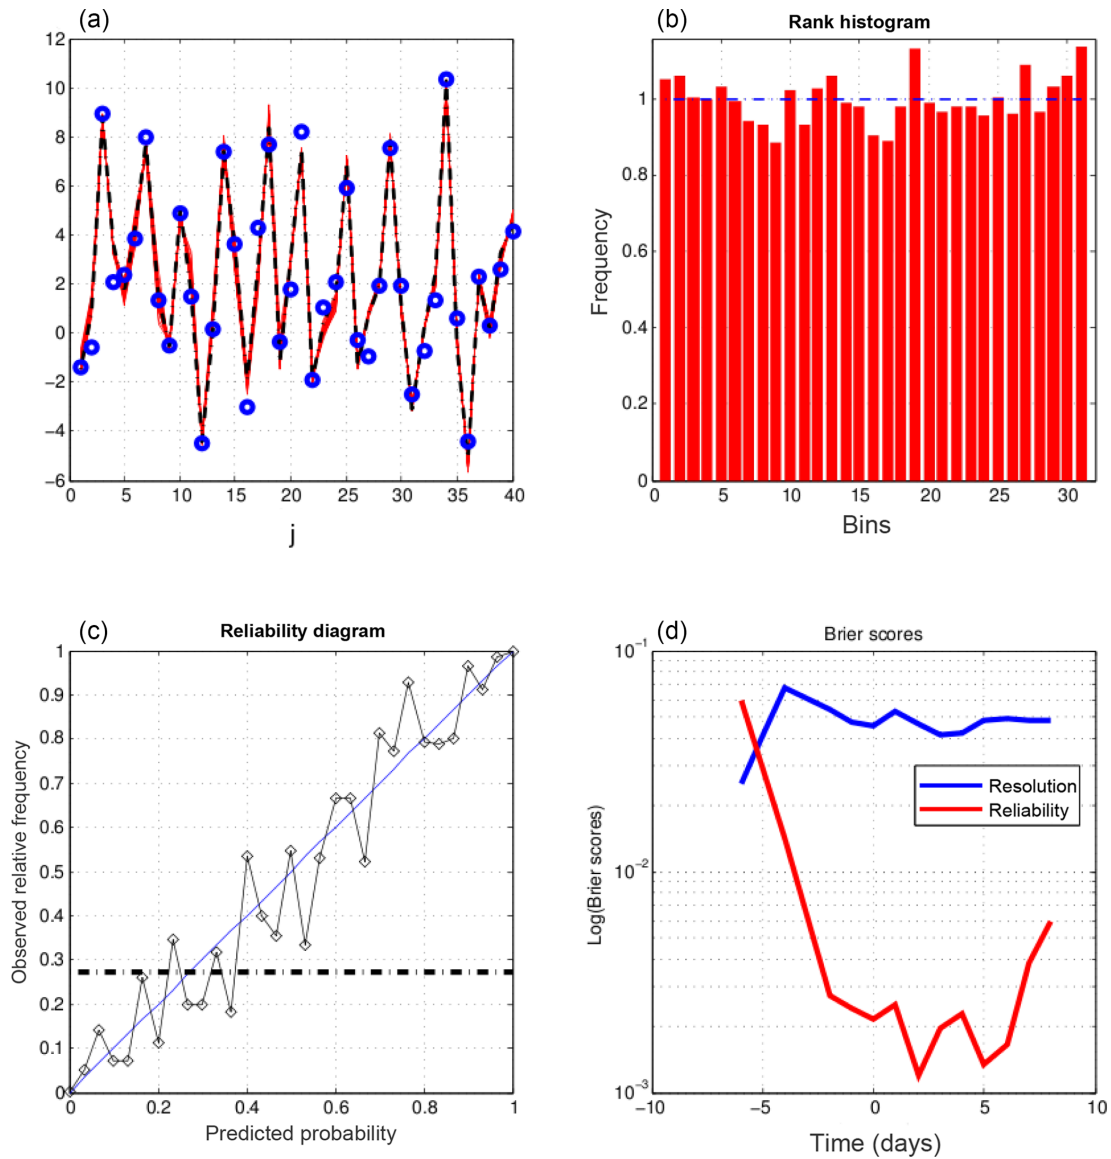 (a)
12
10
8
6
4
2
0
−2
−4
−6
0 5 10 15 20 25 30 35 40
j
(b)
Rank histogram
Frequency
1
0.8
0.6
0.4
0.2
0
0 5 10 15 20 25 30
Bins
(c)
Reliability diagram
Observed relative frequency
1
0.9
0.8
0.7
0.6
0.5
0.4
0.3
0.2
0.1
0
0 0.2 0.4 0.6 0.8 1
Predicted probability
(d)
Brier scores
Log(Brier scores)
10−1
10−2
10−3
Resolution
Reliability
−10 −5 0 5 10
Time (days)